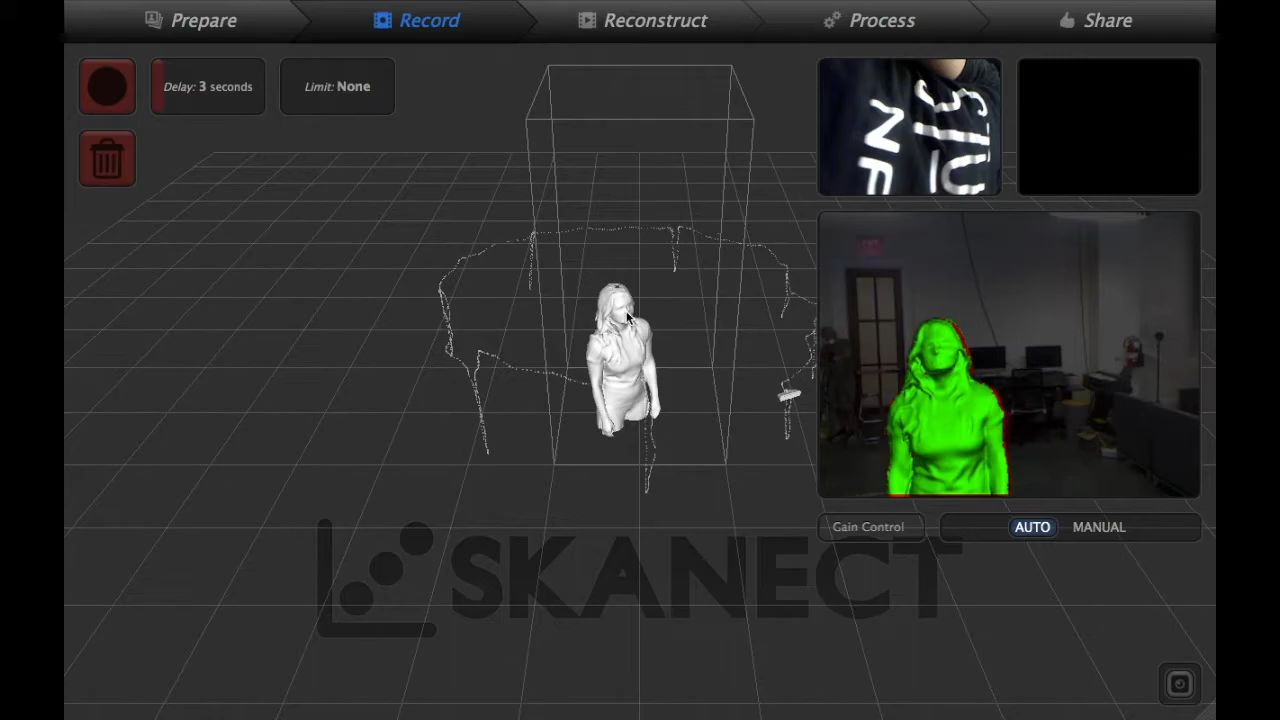 Prepare
Record
Reconstruct
Process
Share
Delay: 3 seconds
Limit: None
Gain Control
AUTO
MANUAL
SKANECT